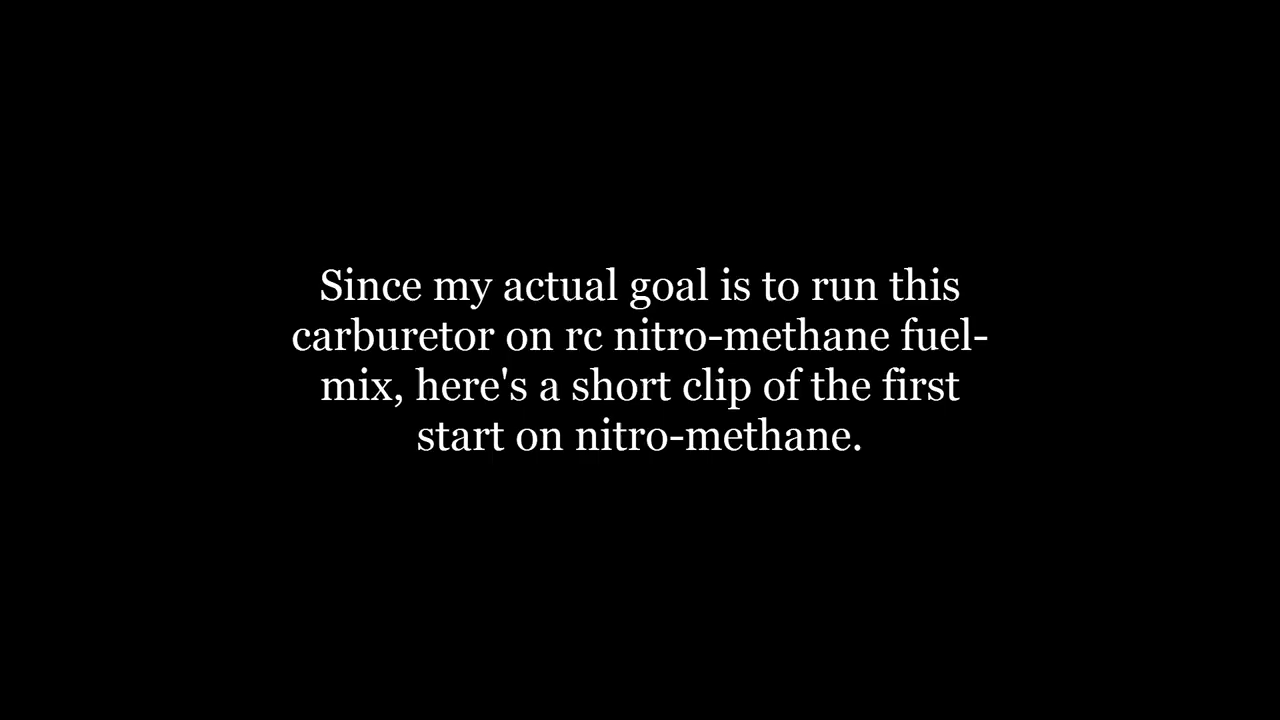 Since my actual goal is to run this
carburetor on rc nitro-methane fuel-
mix, here's a short clip of the first
start on nitro-methane.